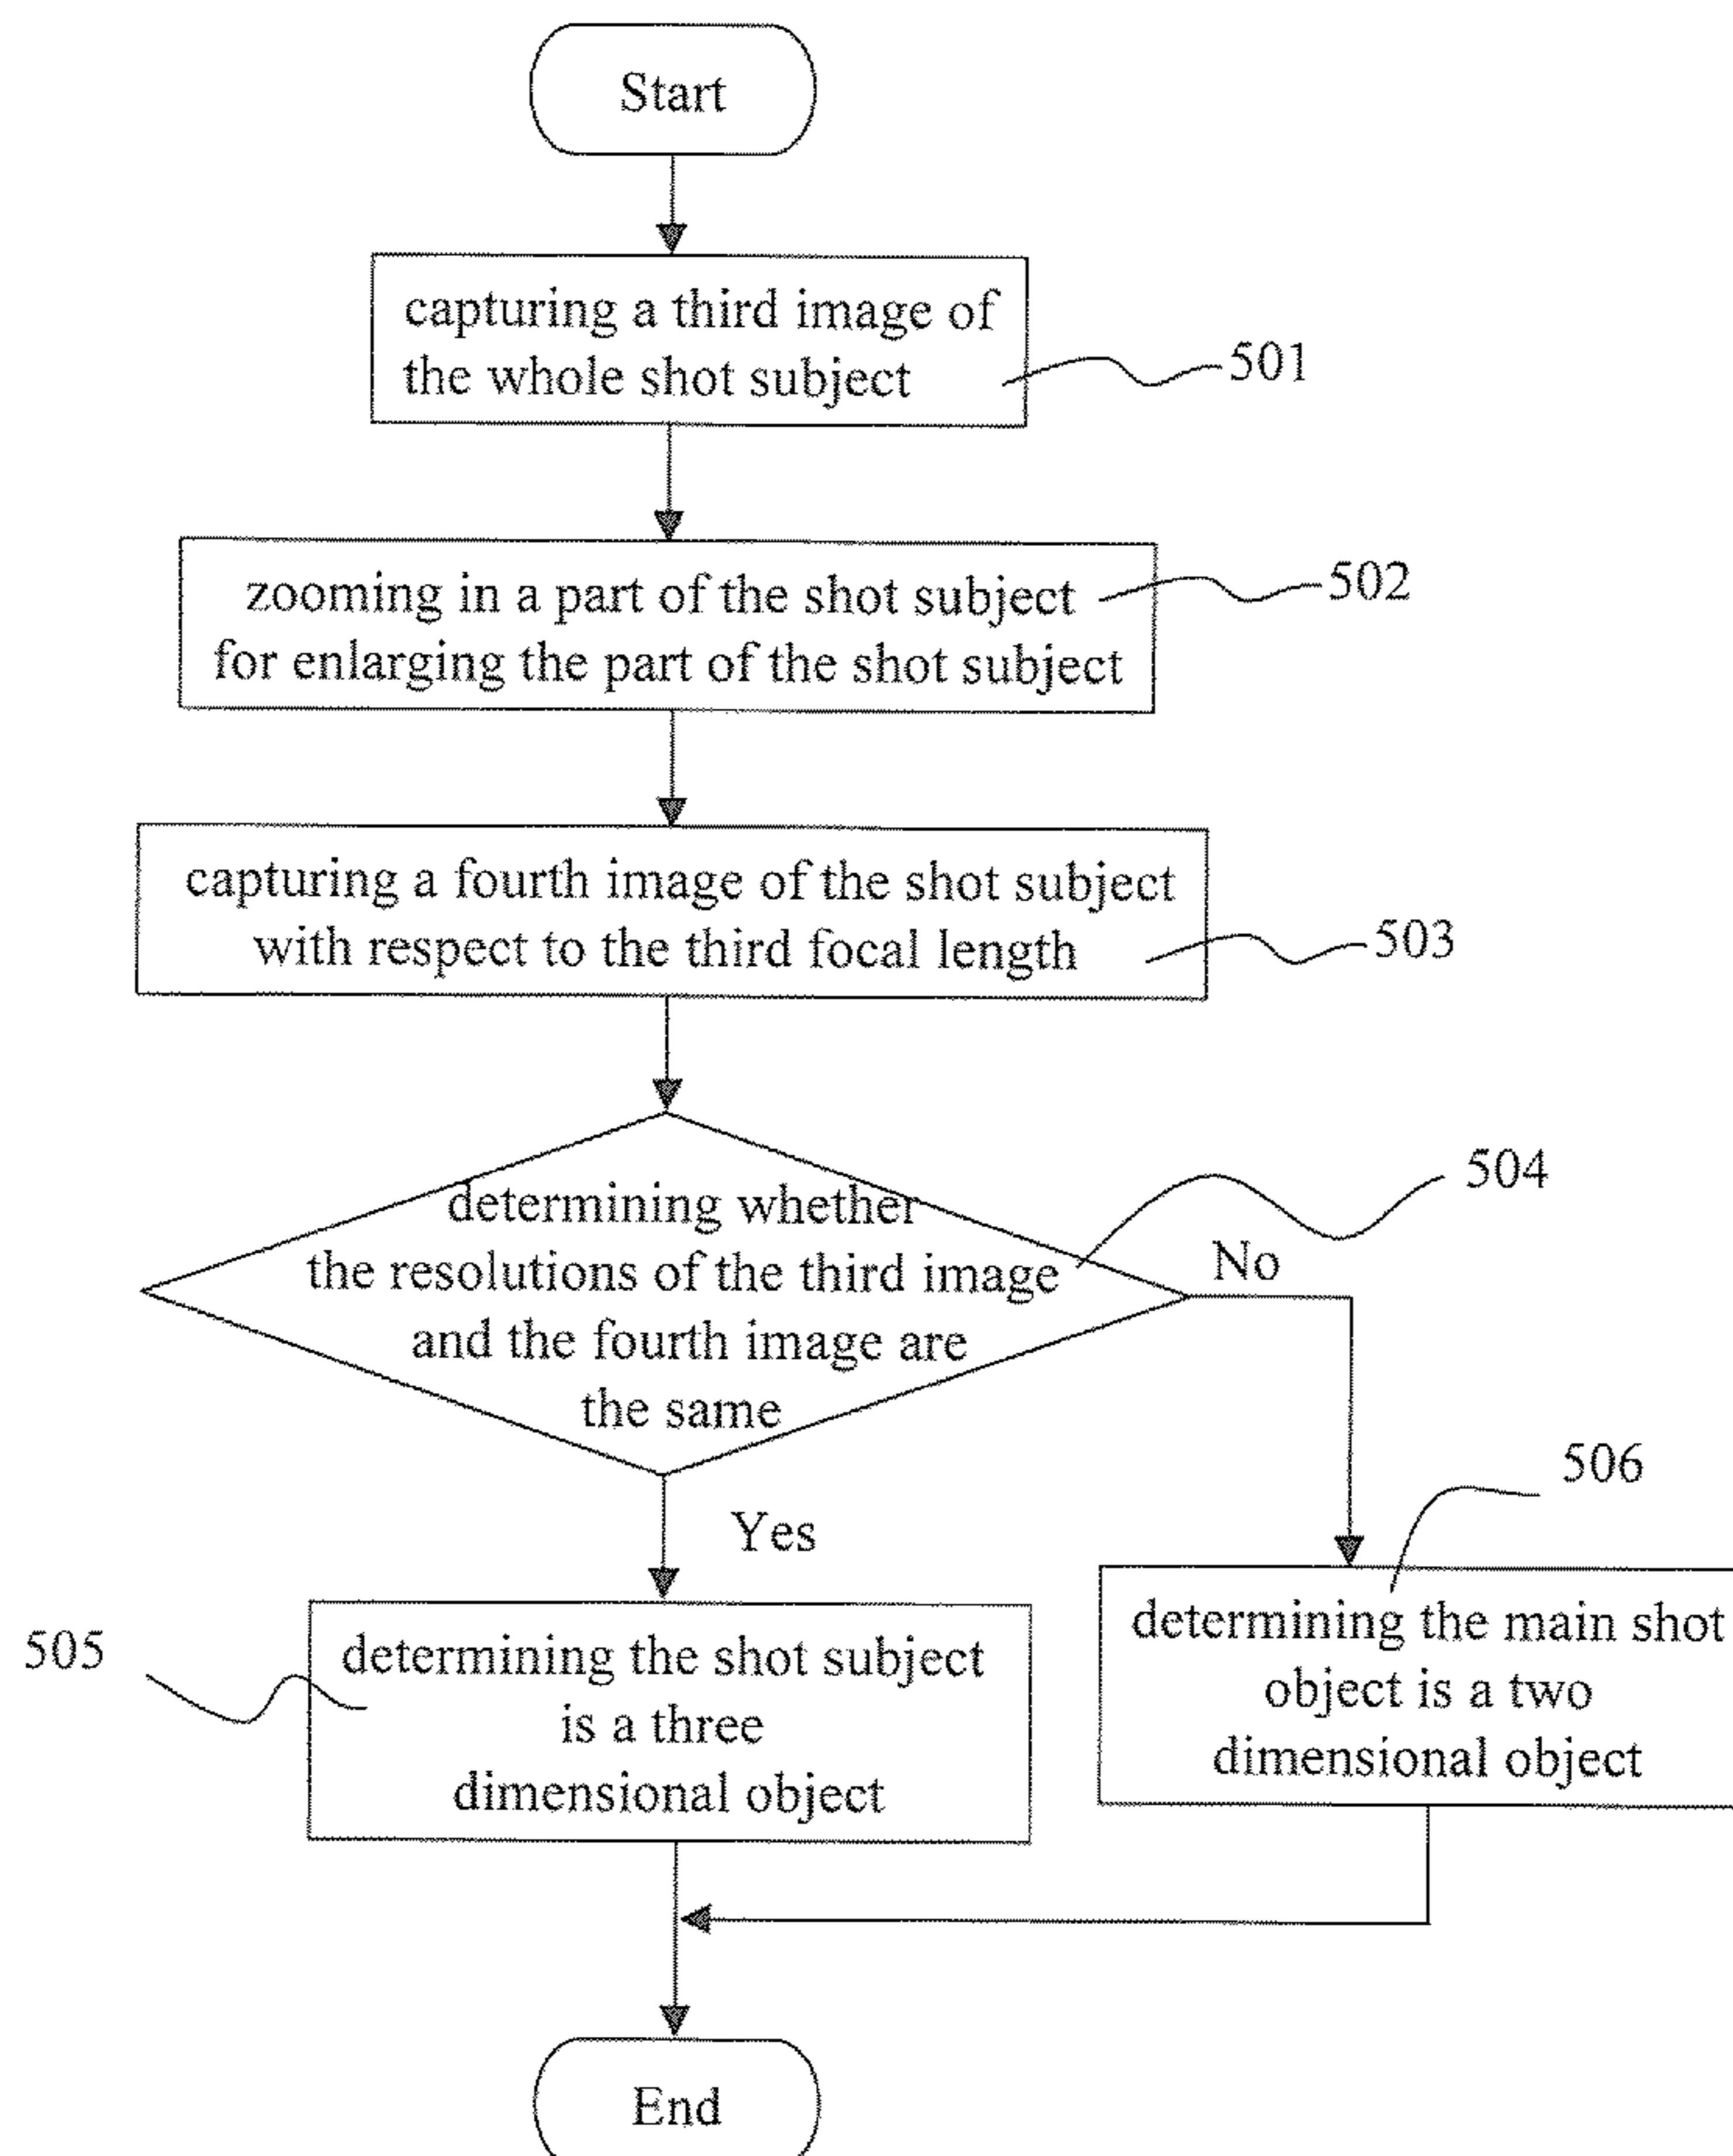 Start
capturing a third image of
the whole shot subject
501
zooming in a part of the shot subject
for enlarging the part of the shot subject
502
capturing a fourth image of the shot subject
with respect to the third focal length
503
determining whether
the resolutions of the third image
and the fourth image are
the same
504
No
Yes
506
505
determining the shot subject
is a three
dimensional object
determining the main shot
object is a two
dimensional object
End